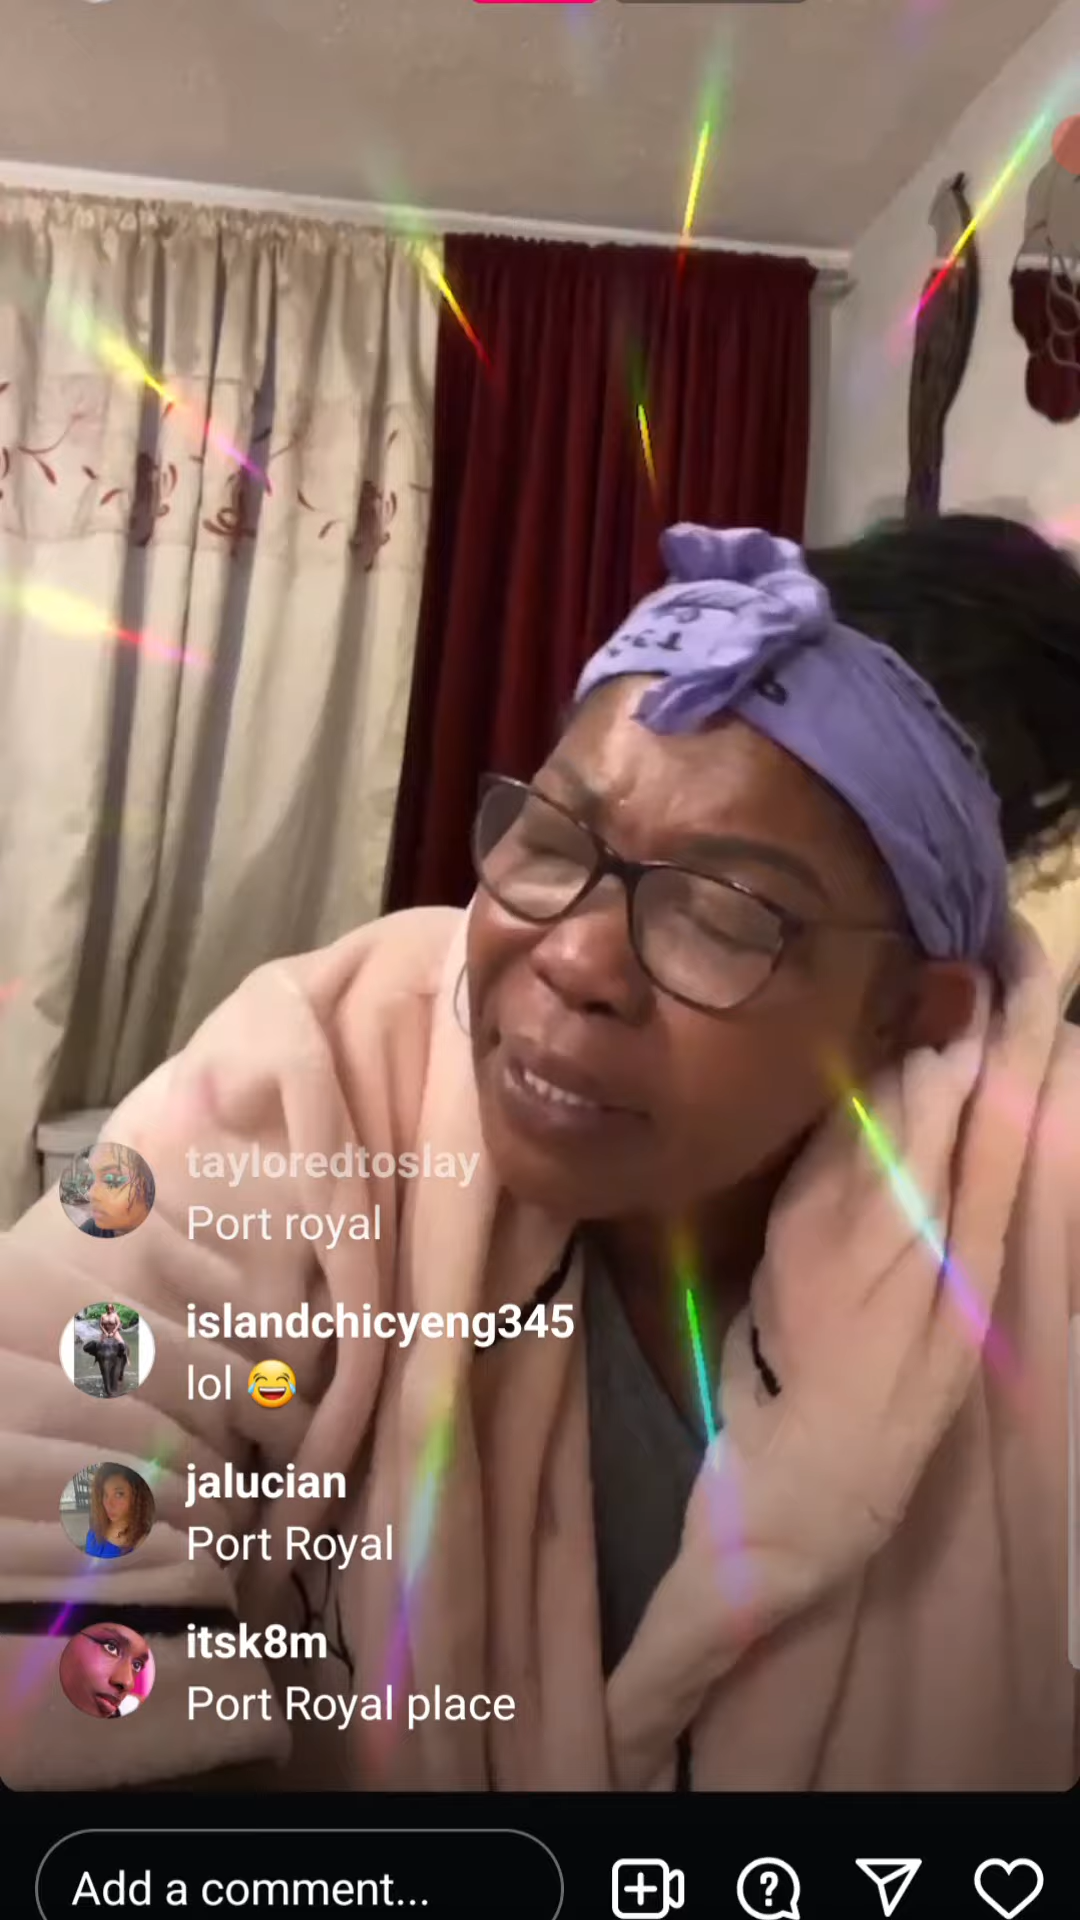 tayloredtoslay
Port royal
islandchicyeng345
lol 😂
jalucian
Port Royal
itsk8m
Port Royal place
Add a comment...